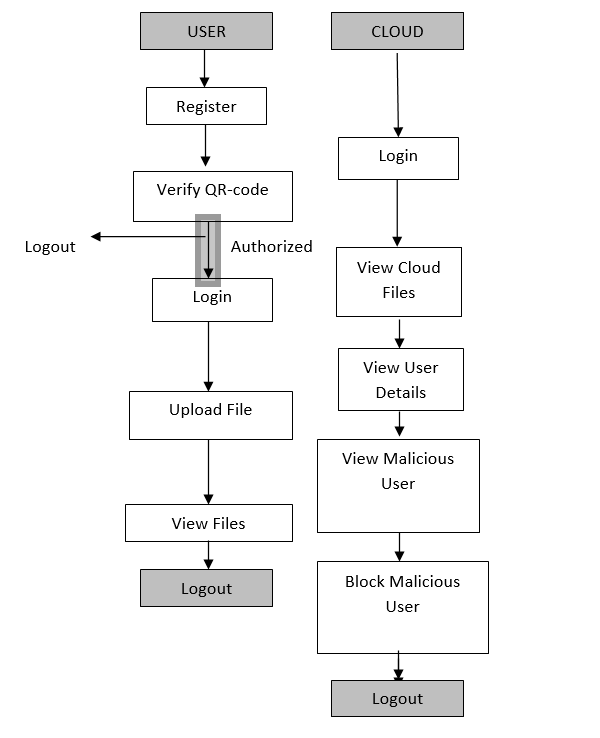 USER
Register
Verify QR-code
Logout
Authorized
Login
Upload File
View Files
Logout
CLOUD
Login
View Cloud
Files
View User
Details
View Malicious
User
Block Malicious
User
Logout